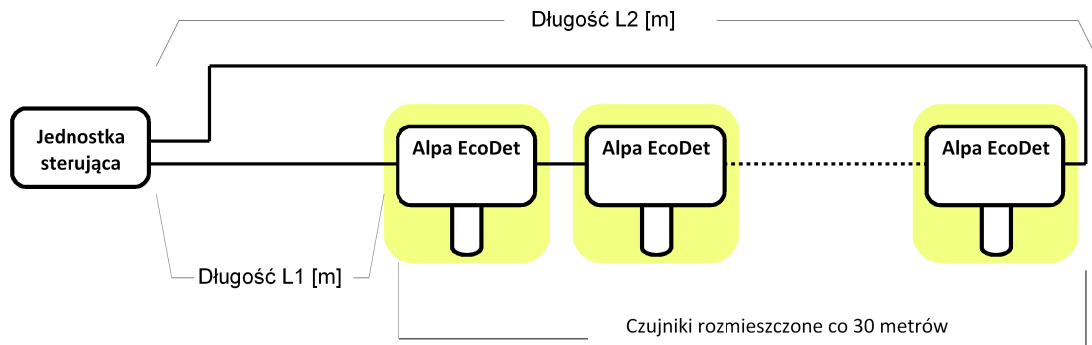 Długość L2 [m]
Jednostka
sterująca
Alpa EcoDet
Alpa EcoDet
Alpa EcoDet
Długość L1 [m]
Czujniki rozmieszczone co 30 metrów